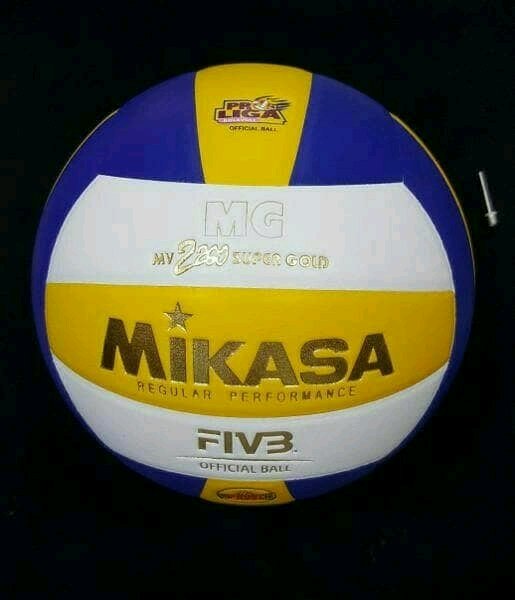 PRO
LIGA
OFFICIAL BALL
MG
MV 2200 SUPER GOLD
MIKASA
REGULAR PERFORMANCE
FIVB
OFFICIAL BALL